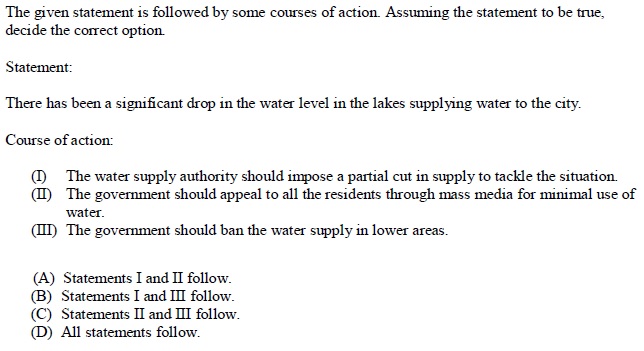 The given statement is followed by some courses of action. Assuming the statement to be true,
decide the correct option.
Statement:
There has been a significant drop in the water level in the lakes supplying water to the city.
Course of action:
(I) The water supply authority should impose a partial cut in supply to tackle the situation.
(II) The government should appeal to all the residents through mass media for minimal use of
water.
(III) The government should ban the water supply in lower areas.
(A) Statements I and II follow.
(B) Statements I and III follow.
(C) Statements II and III follow.
(D) All statements follow.